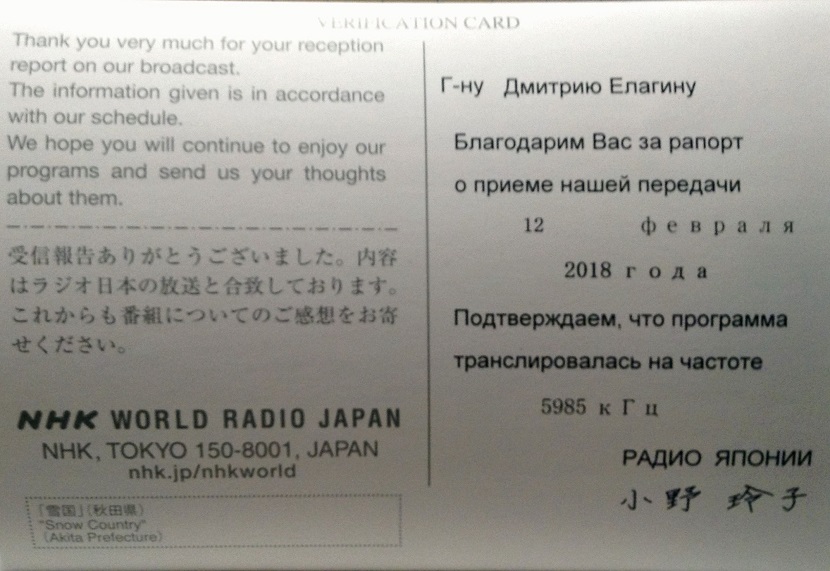 VERIFICATION CARD
Thank you very much for your reception
report on our broadcast.
The information given is in accordance
with our schedule.
We hope you will continue to enjoy our
programs and send us your thoughts
about them.
受信報告ありがとうございました。内容
はラジオ日本の放送と合致しております。
これからも番組についてのご感想をお寄
せください。
NHK WORLD RADIO JAPAN
NHK, TOKYO 150-8001, JAPAN
nhk.jp/nhkworld
「雪国」(秋田県)
"Snow Country"
(Akita Prefecture)
Г-ну Дмитрию Елагину
Благодарим Вас за рапорт
о приеме нашей передачи
12 февраля
2018 года
Подтверждаем, что программа
транслировалась на частоте
5985 кГц
РАДИО ЯПОНИИ
小野 玲子